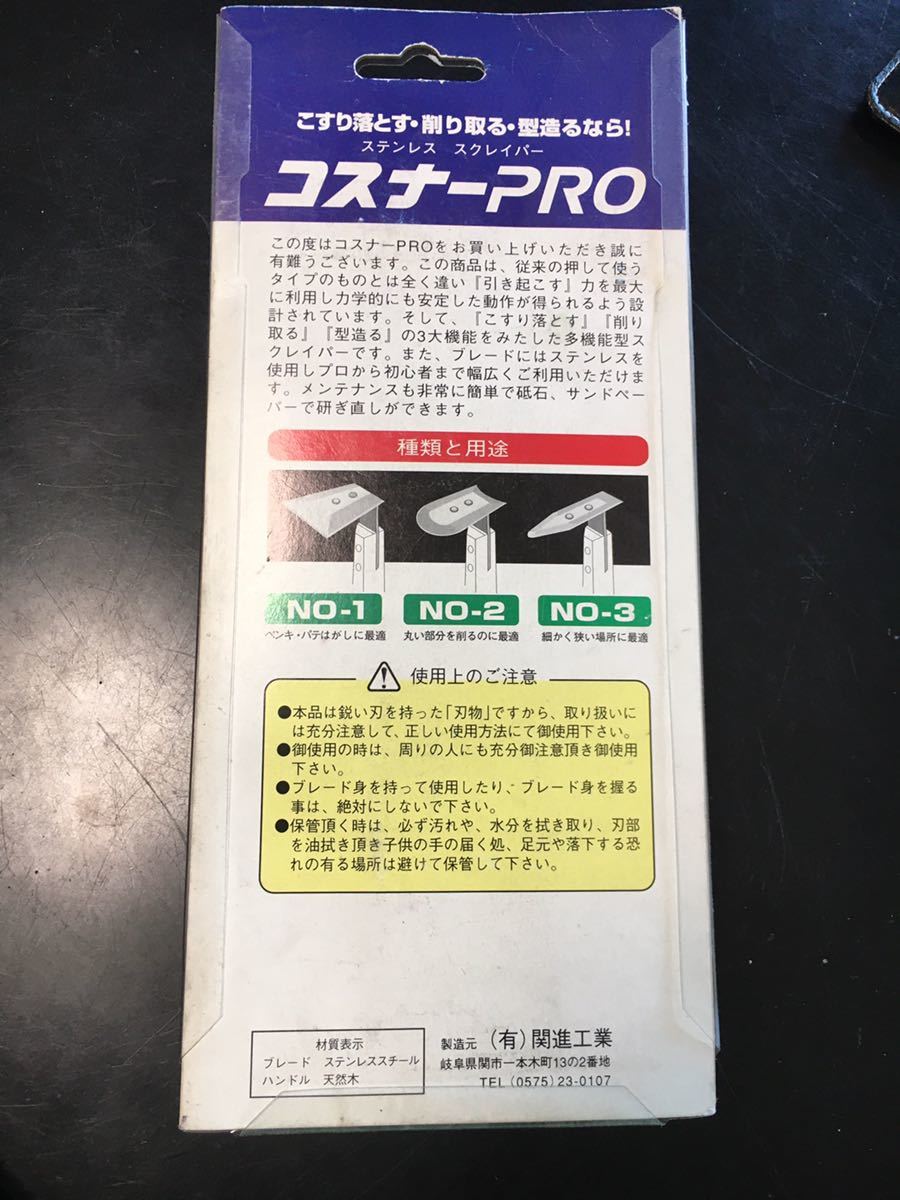 こすり落とす・削り取る・型造るなら!
ステンレス　スクレイパー
コスナーPRO
この度はコスナーPROをお買い上げいただき誠に
有難うございます。この商品は、従来の押して使う
タイプのものとは全く違い『引き起こす』力を最大
に利用し力学的にも安定した動作が得られるよう設
計されています。そして、『こすり落とす』『削り
取る』『型造る』の3大機能をみたした多機能型ス
クレイパーです。また、ブレードにはステンレスを
使用しプロから初心者まで幅広くご利用いただけま
す。メンテナンスも非常に簡単で砥石、サンドペー
パーで研ぎ直しができます。
種類と用途
NO-1 NO-2 NO-3
ペンキ・パテはがしに最適 丸い部分を削るのに最適 細かく狭い場所に最適
使用上のご注意
●本品は鋭い刃を持った「刃物」ですから、取り扱いに
は充分注意して、正しい使用方法にて御使用下さい。
●御使用の時は、周りの人にも充分御注意頂き御使用
下さい。
●ブレード身を持って使用したり、ブレード身を握る
事は、絶対にしないで下さい。
●保管頂く時は、必ず汚れや、水分を拭き取り、刃部
を油拭き頂き子供の手の届く処、足元や落下する恐
れの有る場所は避けて保管して下さい。
材質表示
ブレード　ステンレススチール
ハンドル　天然木
製造元 (有)関進工業
岐阜県関市一本木町13の2番地
TEL (0575) 23-0107